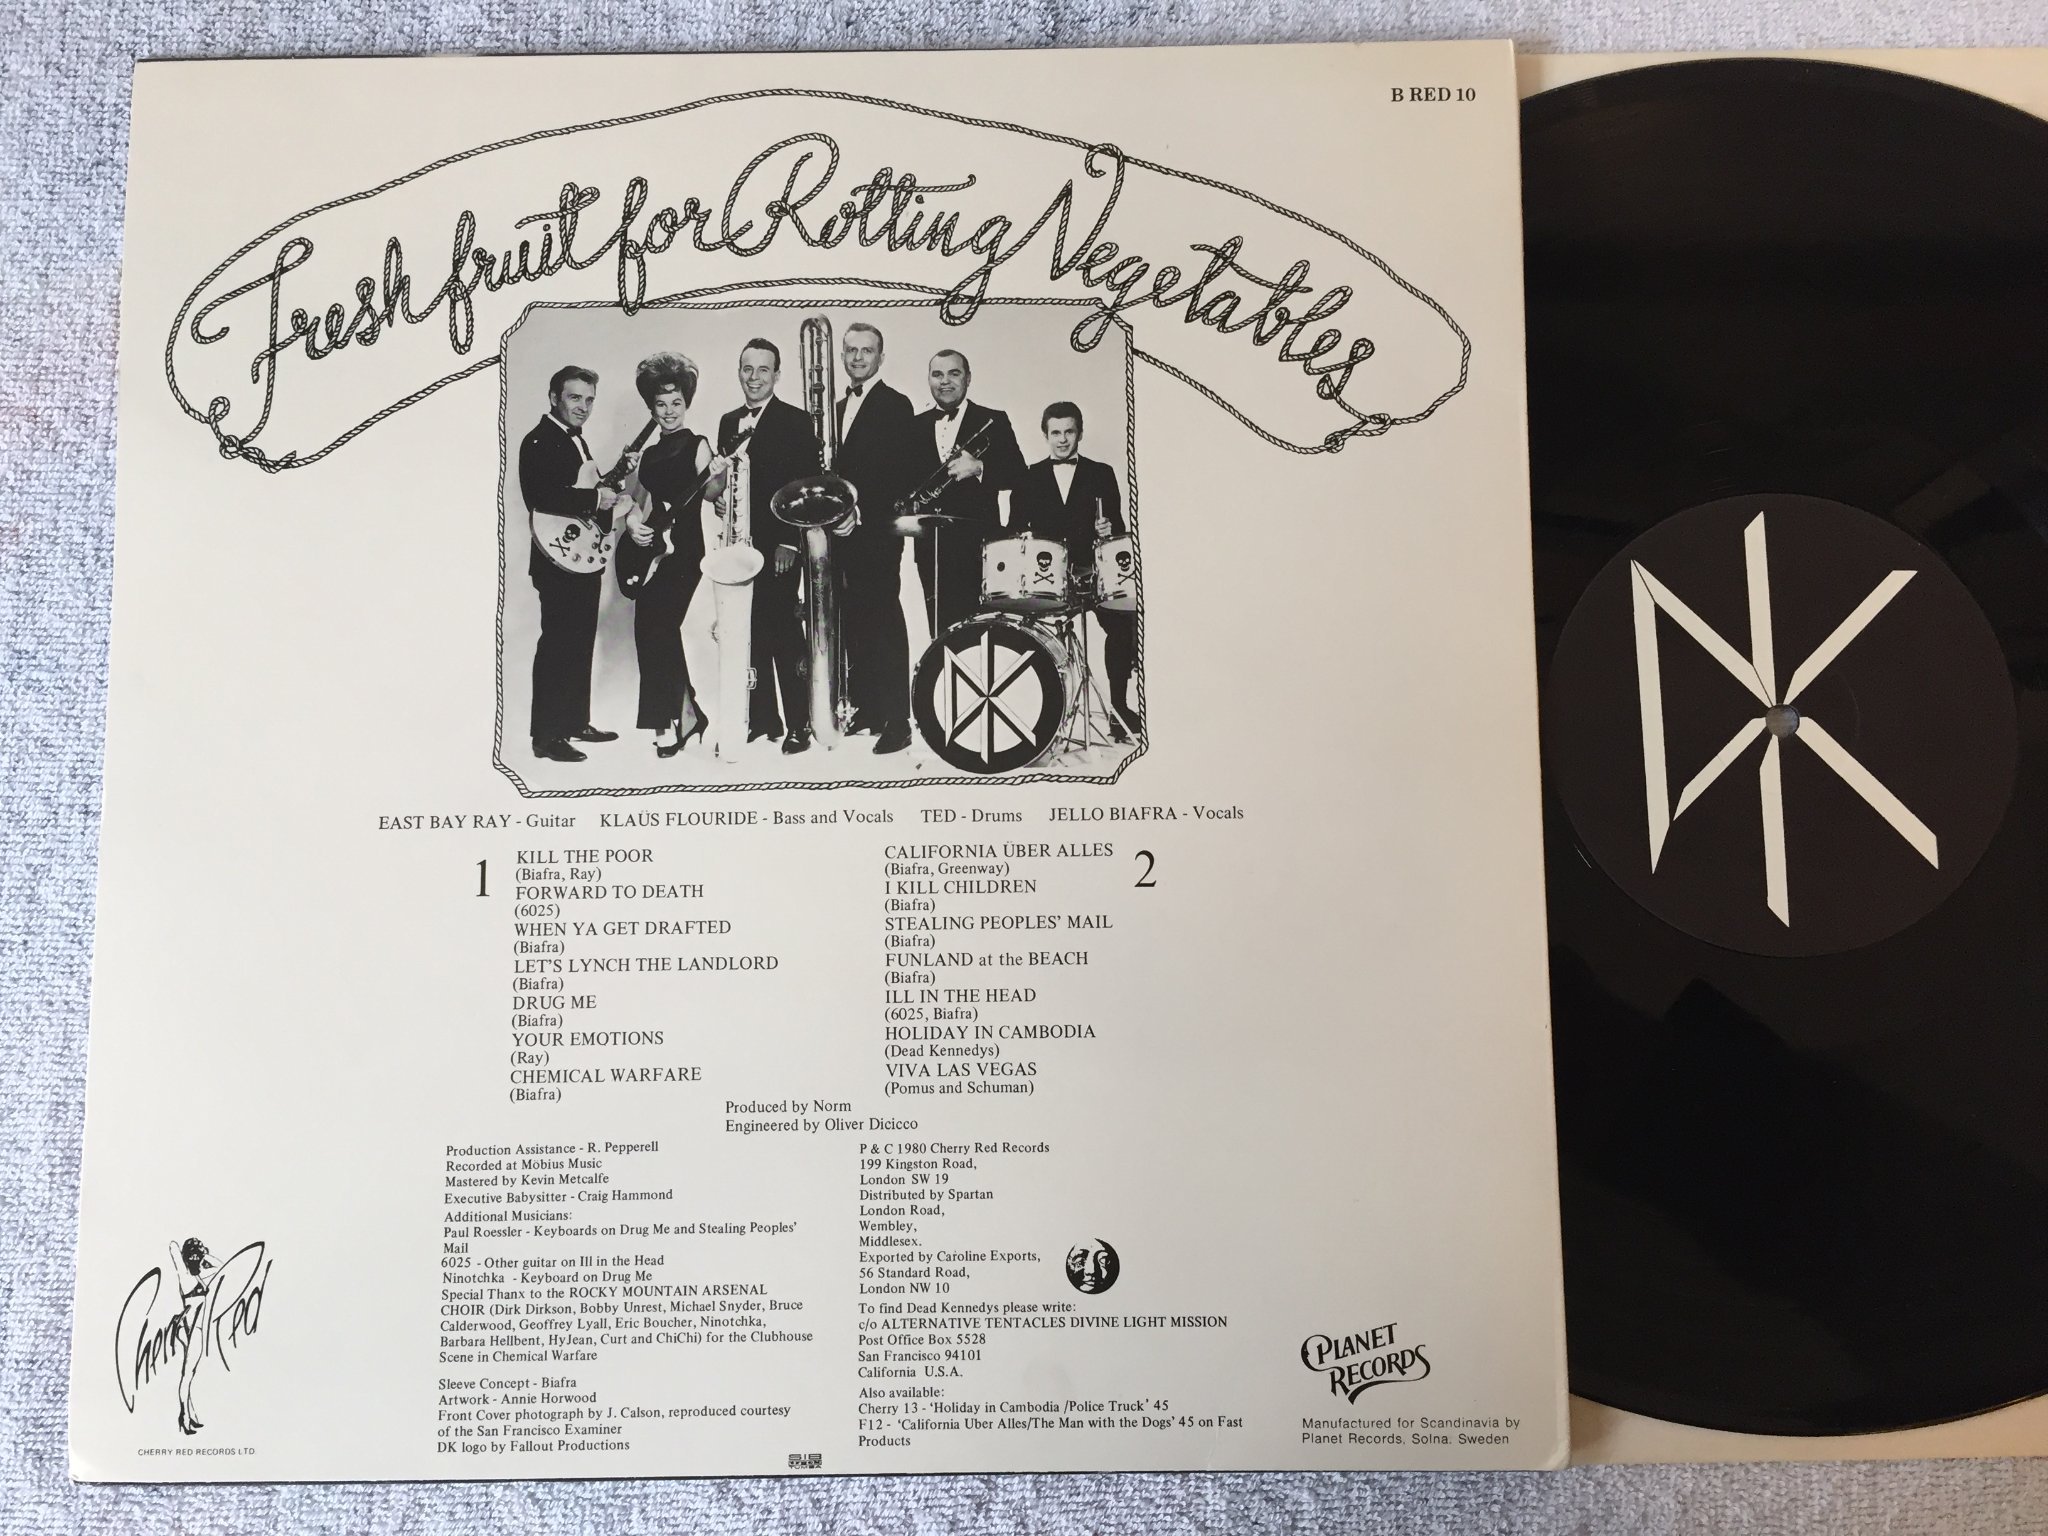 B RED 10
Fresh fruit for Rotting Vegetables
DK
EAST BAY RAY - Guitar KLAÜS FLOURIDE - Bass and Vocals TED - Drums JELLO BIAFRA - Vocals
1
KILL THE POOR
(Biafra, Ray)
FORWARD TO DEATH
(6025)
WHEN YA GET DRAFTED
(Biafra)
LET'S LYNCH THE LANDLORD
(Biafra)
DRUG ME
(Biafra)
YOUR EMOTIONS
(Ray)
CHEMICAL WARFARE
(Biafra)
2
CALIFORNIA ÜBER ALLES
(Biafra, Greenway)
I KILL CHILDREN
(Biafra)
STEALING PEOPLES' MAIL
(Biafra)
FUNLAND at the BEACH
(Biafra)
ILL IN THE HEAD
(6025, Biafra)
HOLIDAY IN CAMBODIA
(Dead Kennedys)
VIVA LAS VEGAS
(Pomus and Schuman)
Produced by Norm
Engineered by Oliver Dicicco
Production Assistance - R. Pepperell
Recorded at Möbius Music
Mastered by Kevin Metcalfe
Executive Babysitter - Craig Hammond
Additional Musicians:
Paul Roessler - Keyboards on Drug Me and Stealing Peoples'
Mail
6025 - Other guitar on Ill in the Head
Ninotchka - Keyboard on Drug Me
Special Thanx to the ROCKY MOUNTAIN ARSENAL
CHOIR (Dirk Dirkson, Bobby Unrest, Michael Snyder, Bruce
Calderwood, Geoffrey Lyall, Eric Boucher, Ninotchka,
Barbara Hellbent, HyJean, Curt and ChiChi) for the Clubhouse
Scene in Chemical Warfare
Sleeve Concept - Biafra
Artwork - Annie Horwood
Front Cover photograph by J. Calson, reproduced courtesy
of the San Francisco Examiner
DK logo by Fallout Productions
P & C 1980 Cherry Red Records
199 Kingston Road,
London SW 19
Distributed by Spartan
London Road,
Wembley,
Middlesex.
Exported by Caroline Exports,
56 Standard Road,
London NW 10
To find Dead Kennedys please write:
c/o ALTERNATIVE TENTACLES DIVINE LIGHT MISSION
Post Office Box 5528
San Francisco 94101
California U.S.A.
Also available:
Cherry 13 - 'Holiday in Cambodia /Police Truck' 45
F12 - 'California Uber Alles/The Man with the Dogs' 45 on Fast
Products
Cherry Red
CHERRY RED RECORDS LTD.
PLANET
RECORDS
Manufactured for Scandinavia by
Planet Records, Solna. Sweden
DK